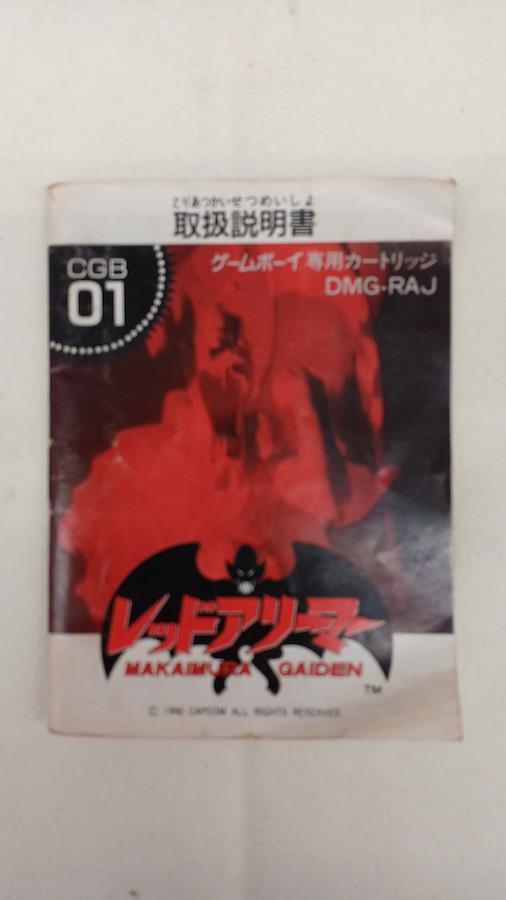 とりあつかいせつめいしょ
取扱説明書
CGB
01
ゲームボーイ専用カートリッジ
DMG-RAJ
レッドアリーマー
MAKAIMURA GAIDEN
TM
© 1990 CAPCOM ALL RIGHTS RESERVED